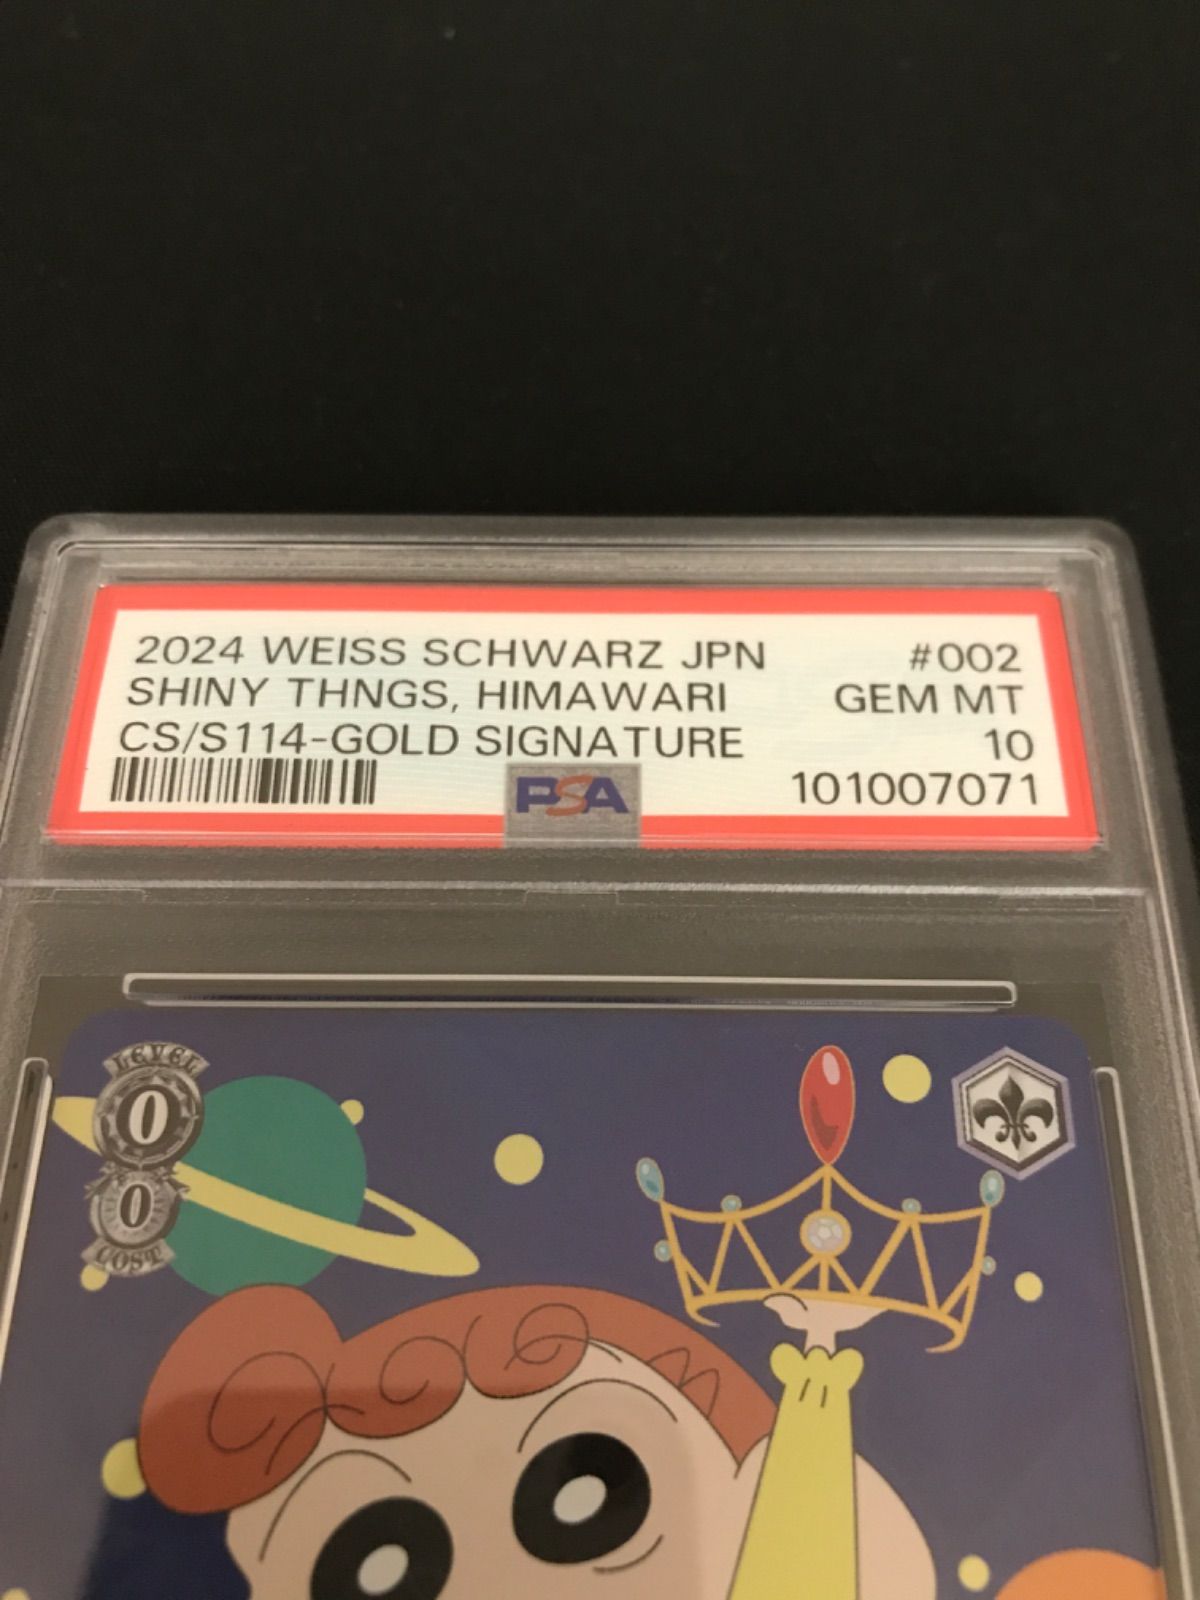 2024 WEISS SCHWARZ JPN #002
SHINY THNGS, HIMAWARI GEM MT
CS/S114-GOLD SIGNATURE 10
PSA 101007071
LEVEL
0
0
COST